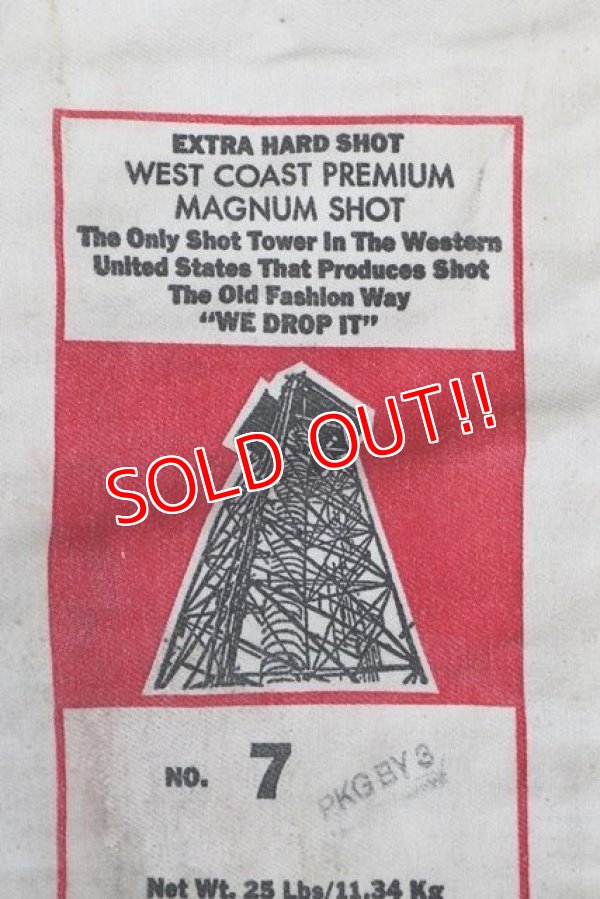 EXTRA HARD SHOT
WEST COAST PREMIUM
MAGNUM SHOT
The Only Shot Tower In The Western
United States That Produces Shot
The Old Fashion Way
"WE DROP IT"
SOLD OUT!!
NO. 7
PKG BY 3
Net Wt. 25 Lbs/11.34 Kg